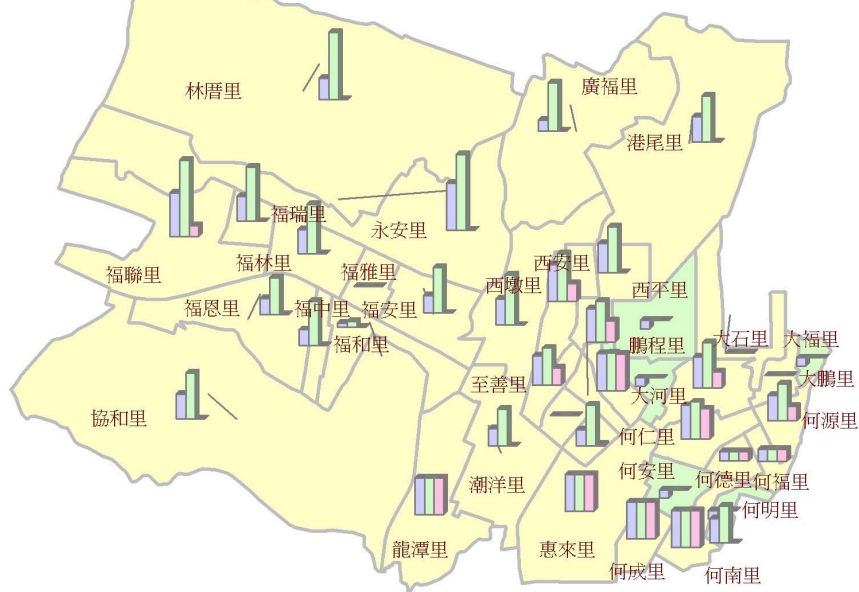 林厝里
廣福里
港尾里
福瑞里
永安里
福聯里
福林里
福雅里
西墩里
西安里
西平里
福恩里
福中里
福安里
福和里
鵬程里
大石里
大福里
至善里
大河里
大鵬里
協和里
何仁里
何源里
潮洋里
何安里
何德里
何福里
何明里
龍潭里
惠來里
何成里
何南里